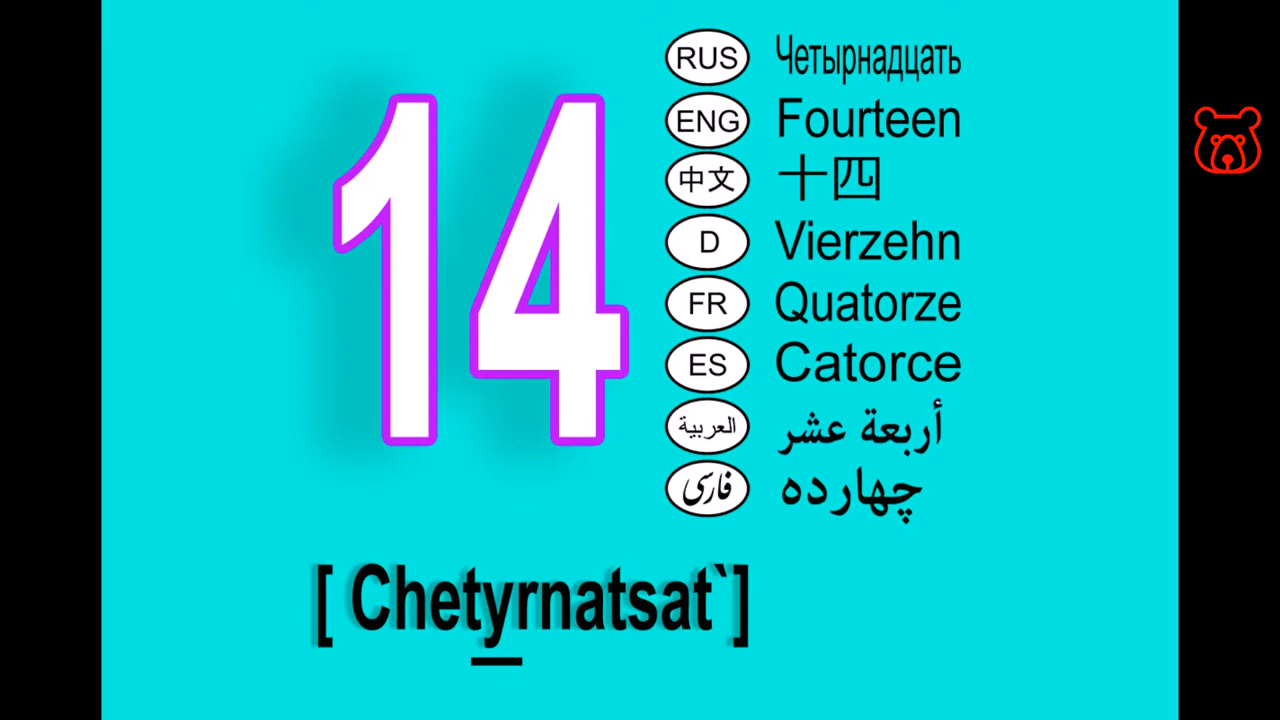 14
RUS Четырнадцать
ENG Fourteen
中文 十四
D Vierzehn
FR Quatorze
ES Catorce
العربية أربعة عشر
فارسی چهارده
[ Chetyrnatsat`]